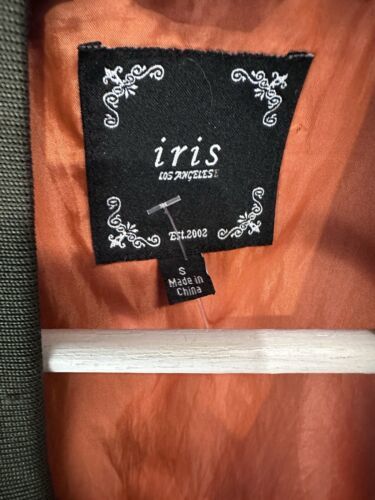 iris
LOS ANGELES
EST.2002
S
Made in
China